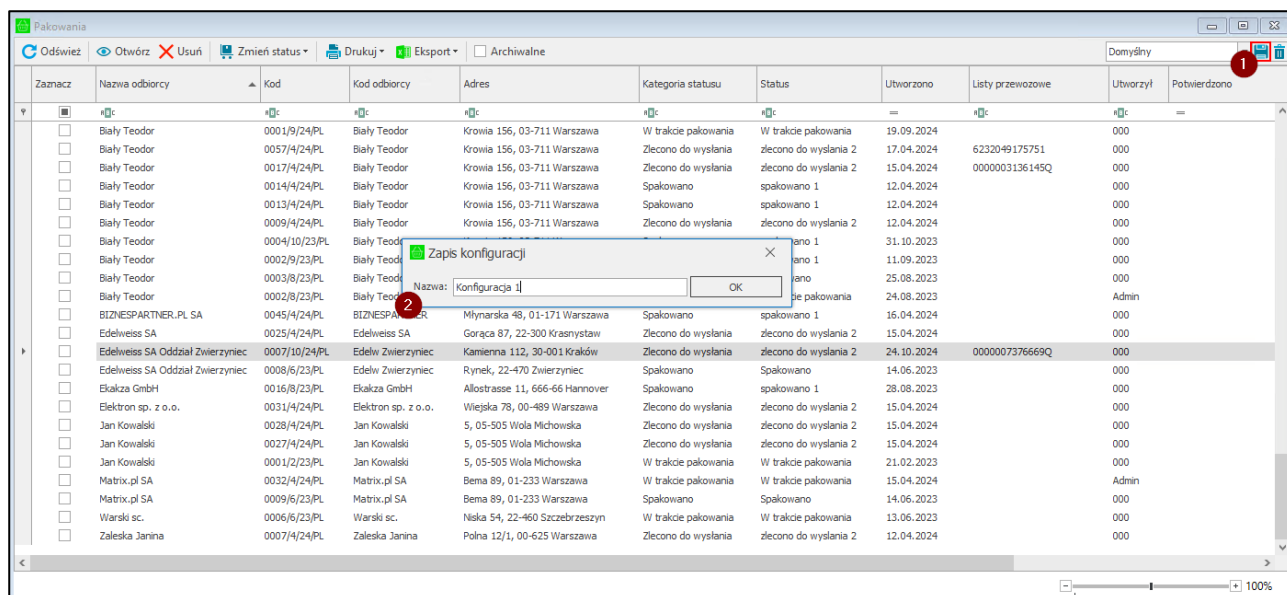 Pakowania
Odśwież Otwórz Usuń Zmień status Drukuj Eksport Archiwalne Domyślny
1
Zaznacz Nazwa odbiorcy Kod Kod odbiorcy Adres Kategoria statusu Status Utworzono Listy przewozowe Utworzył Potwierdzono
Biały Teodor 0001/9/24/PL Biały Teodor Krowia 156, 03-711 Warszawa W trakcie pakowania W trakcie pakowania 19.09.2024 000
Biały Teodor 0057/4/24/PL Biały Teodor Krowia 156, 03-711 Warszawa Zlecono do wysłania zlecono do wyslania 2 17.04.2024 6232049175751 000
Biały Teodor 0017/4/24/PL Biały Teodor Krowia 156, 03-711 Warszawa Zlecono do wysłania zlecono do wyslania 2 15.04.2024 0000003136145Q 000
Biały Teodor 0014/4/24/PL Biały Teodor Krowia 156, 03-711 Warszawa Spakowano spakowano 1 12.04.2024 000
Biały Teodor 0013/4/24/PL Biały Teodor Krowia 156, 03-711 Warszawa Spakowano spakowano 1 12.04.2024 000
Biały Teodor 0009/4/24/PL Biały Teodor Krowia 156, 03-711 Warszawa Zlecono do wysłania zlecono do wyslania 2 12.04.2024 000
Biały Teodor 0004/10/23/PL Biały 31.10.2023 000
Biały Teodor 0002/9/23/PL Biały 11.09.2023 000
Biały Teodor 0003/8/23/PL Biały 25.08.2023 000
Biały Teodor 0002/8/23/PL Biały pakowania 24.08.2023 Admin
Zapis konfiguracji
Nazwa: Konfiguracja 1 OK
2
BIZNESPARTNER.PL SA 0045/4/24/PL Młynarska 48, 01-171 Warszawa Spakowano spakowano 1 16.04.2024 000
Edelweiss SA 0025/4/24/PL Edelweiss SA Gorąca 87, 22-300 Krasnystaw Zlecono do wysłania zlecono do wyslania 2 15.04.2024 000
Edelweiss SA Oddział Zwierzyniec 0007/10/24/PL Edelw Zwierzyniec Kamienna 112, 30-001 Kraków Zlecono do wysłania zlecono do wyslania 2 24.10.2024 0000007376669Q 000
Edelweiss SA Oddział Zwierzyniec 0008/6/23/PL Edelw Zwierzyniec Rynek, 22-470 Zwierzyniec Spakowano Spakowano 14.06.2023 000
Ekakza GmbH 0016/8/23/PL Ekakza GmbH Allostrasse 11, 666-66 Hannover Spakowano spakowano 1 28.08.2023 000
Elektron sp. z o.o. 0031/4/24/PL Elektron sp. z o.o. Wiejska 78, 00-489 Warszawa Zlecono do wysłania zlecono do wyslania 2 15.04.2024 000
Jan Kowalski 0028/4/24/PL Jan Kowalski 5, 05-505 Wola Michowska Zlecono do wysłania zlecono do wyslania 2 15.04.2024 000
Jan Kowalski 0027/4/24/PL Jan Kowalski 5, 05-505 Wola Michowska Zlecono do wysłania zlecono do wyslania 2 15.04.2024 000
Jan Kowalski 0001/2/23/PL Jan Kowalski 5, 05-505 Wola Michowska W trakcie pakowania W trakcie pakowania 21.02.2023 000
Matrix.pl SA 0032/4/24/PL Matrix.pl SA Bema 89, 01-233 Warszawa W trakcie pakowania W trakcie pakowania 15.04.2024 Admin
Matrix.pl SA 0009/6/23/PL Matrix.pl SA Bema 89, 01-233 Warszawa Spakowano Spakowano 14.06.2023 000
Warski sc. 0006/6/23/PL Warski sc. Niska 54, 22-460 Szczebrzeszyn W trakcie pakowania W trakcie pakowania 13.06.2023 000
Zaleska Janina 0007/4/24/PL Zaleska Janina Polna 12/1, 00-625 Warszawa Zlecono do wysłania zlecono do wyslania 2 12.04.2024 000
100%